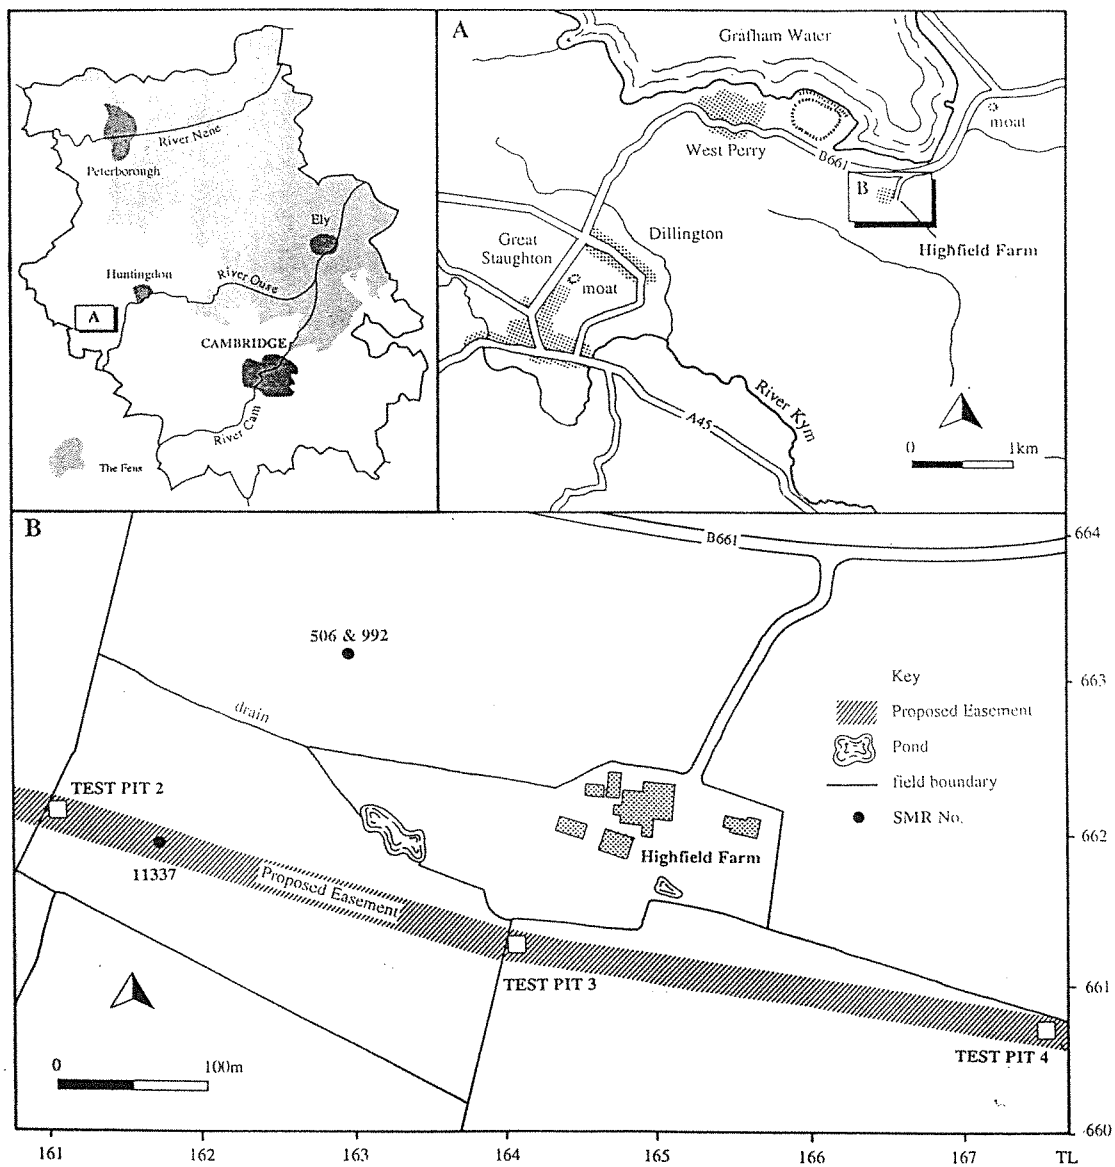 River Nene
Peterborough
Ely
Huntingdon
River Ouse
A
CAMBRIDGE
River Cam
The Fens
A
Grafham Water
moat
West Perry
B661
B
Highfield Farm
Dillington
Great
Staughton
moat
River Kym
A45
0 1km
B
B661
664
506 & 992
663
drain
Key
Proposed Easement
Pond
field boundary
SMR No.
TEST PIT 2
11337
Proposed Easement
Highfield Farm
662
TEST PIT 3
661
TEST PIT 4
0 100m
660
161 162 163 164 165 166 167 TL